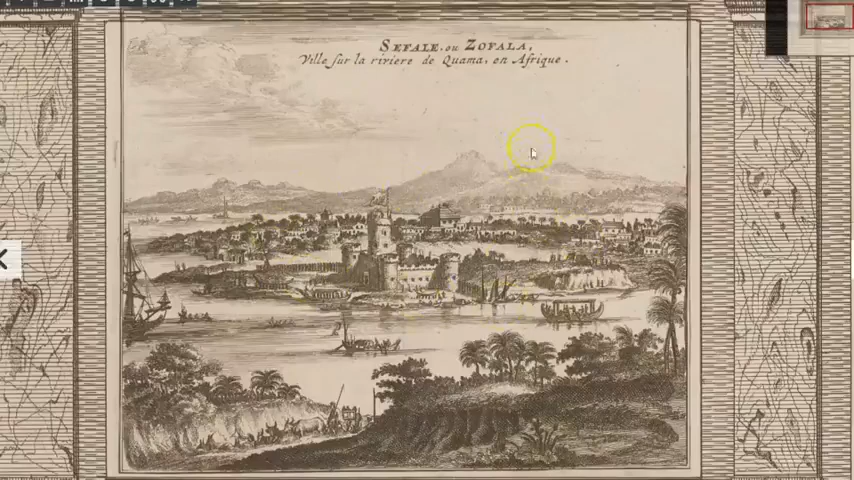 SEFALE, ou ZOFALA,
Ville sur la riviere de Quama, en Afrique.